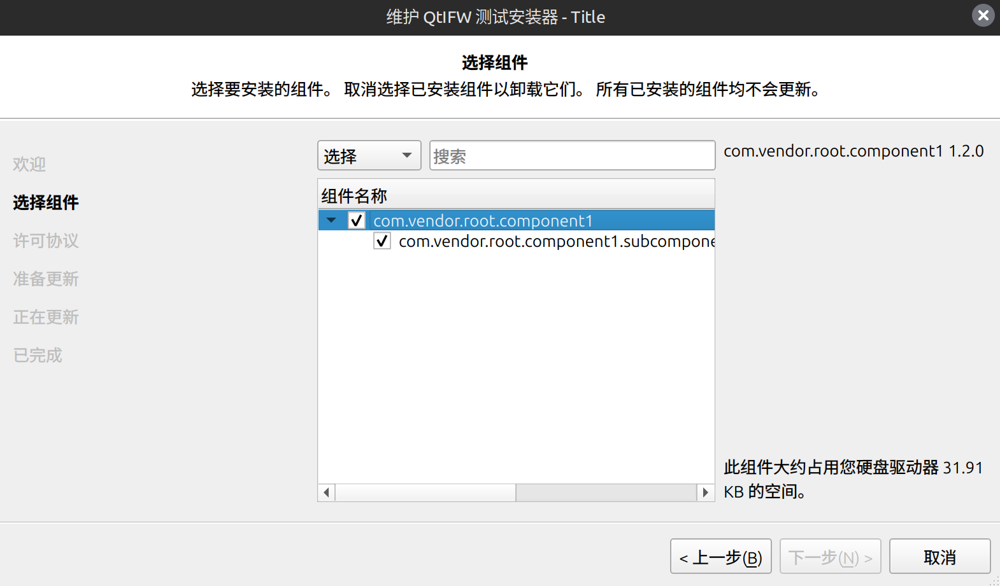 维护 QtIFW 测试安装器 - Title
选择组件
选择要安装的组件。 取消选择已安装组件以卸载它们。 所有已安装的组件均不会更新。
欢迎
选择组件
许可协议
准备更新
正在更新
已完成
选择
搜索
组件名称
com.vendor.root.component1
com.vendor.root.component1.subcompone
com.vendor.root.component1 1.2.0
此组件大约占用您硬盘驱动器 31.91
KB 的空间。
< 上一步(B)
下一步(N) >
取消